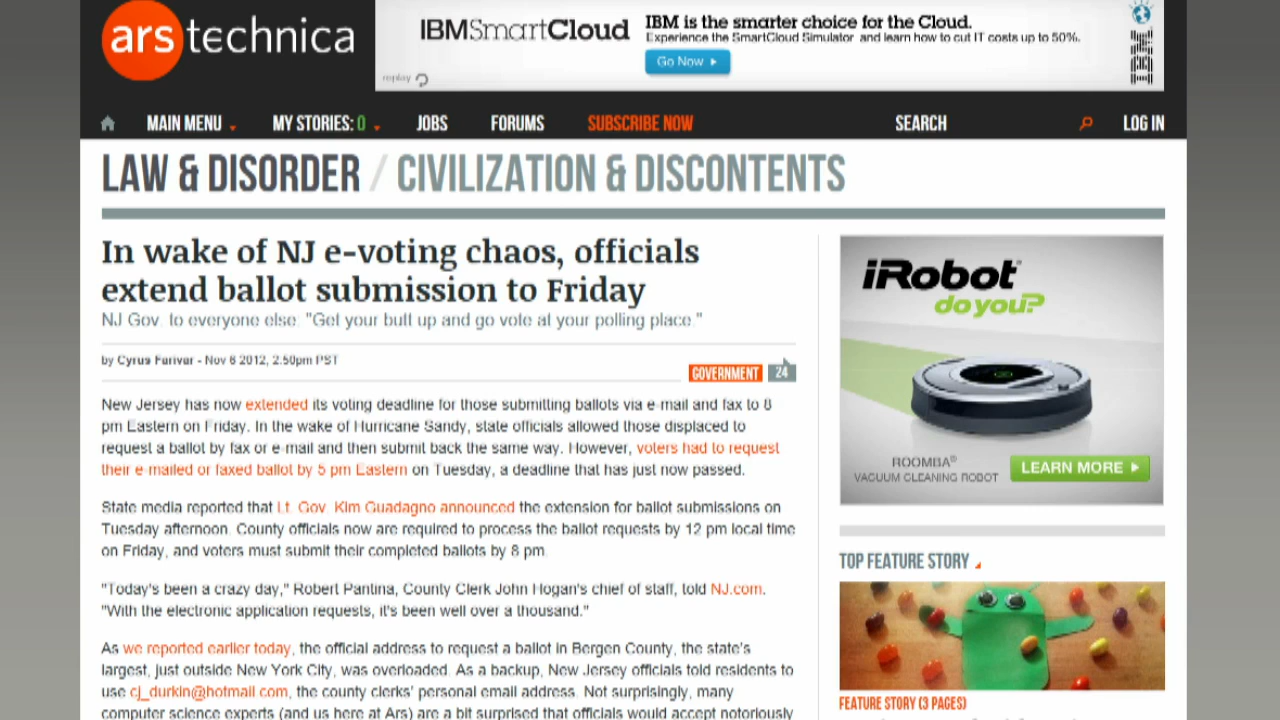 ars technica
IBM SmartCloud
IBM is the smarter choice for the Cloud.
Experience the SmartCloud Simulator and learn how to cut IT costs up to 50%.
Go Now
replay
IBM
MAIN MENU
MY STORIES: 0
JOBS
FORUMS
SUBSCRIBE NOW
SEARCH
LOG IN
LAW & DISORDER / CIVILIZATION & DISCONTENTS
In wake of NJ e-voting chaos, officials
extend ballot submission to Friday
NJ Gov. to everyone else: "Get your butt up and go vote at your polling place."
by Cyrus Farivar - Nov 6 2012, 2:50pm PST
GOVERNMENT 24
New Jersey has now extended its voting deadline for those submitting ballots via e-mail and fax to 8
pm Eastern on Friday. In the wake of Hurricane Sandy, state officials allowed those displaced to
request a ballot by fax or e-mail and then submit back the same way. However, voters had to request
their e-mailed or faxed ballot by 5 pm Eastern on Tuesday, a deadline that has just now passed.
State media reported that Lt. Gov. Kim Guadagno announced the extension for ballot submissions on
Tuesday afternoon. County officials now are required to process the ballot requests by 12 pm local time
on Friday, and voters must submit their completed ballots by 8 pm.
"Today's been a crazy day," Robert Pantina, County Clerk John Hogan's chief of staff, told NJ.com.
"With the electronic application requests, it's been well over a thousand."
As we reported earlier today, the official address to request a ballot in Bergen County, the state's
largest, just outside New York City, was overloaded. As a backup, New Jersey officials told residents to
use cj_durkin@hotmail.com, the county clerks' personal email address. Not surprisingly, many
computer science experts (and us here at Ars) are a bit surprised that officials would accept notoriously
iRobot
do you?
ROOMBA®
VACUUM CLEANING ROBOT
LEARN MORE
TOP FEATURE STORY
FEATURE STORY (3 PAGES)